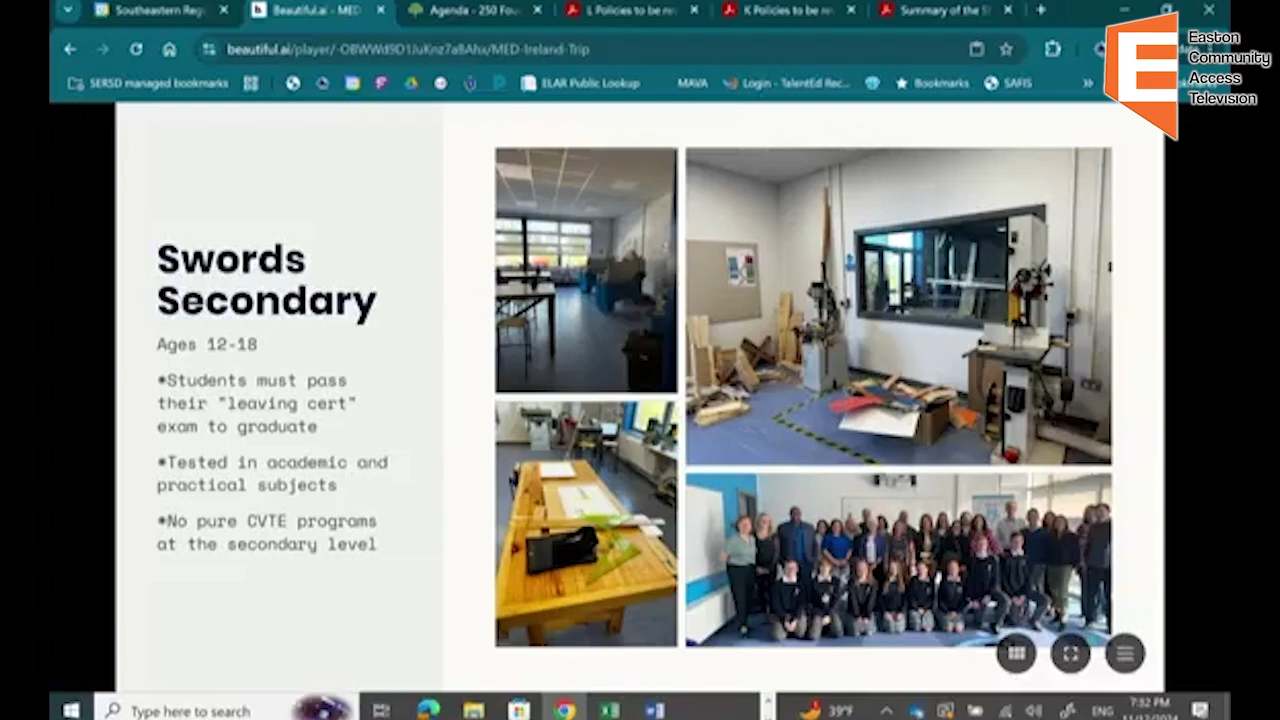 Southeastern Reg
Beautiful.ai - MED
Agenda - 250 Fou
L Policies to be re
K Policies to be re
Summary of the S
beautiful.ai/player/-OBWWd9D1JuKnz7a8Ahx/MED-Ireland-Trip
SERSD managed bookmarks
ELAR Public Lookup
MAVA
Login - TalentEd Rec...
Bookmarks
SAFIS
Easton
Community
Access
Television
Swords
Secondary
Ages 12-18
*Students must pass
their "leaving cert"
exam to graduate
*Tested in academic and
practical subjects
*No pure CVTE programs
at the secondary level
Type here to search
39°F
ENG
7:32 PM